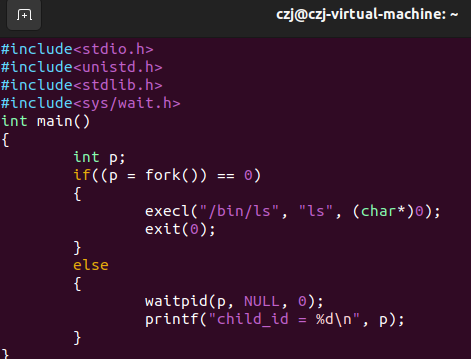 czj@czj-virtual-machine: ~
#include<stdio.h>
#include<unistd.h>
#include<stdlib.h>
#include<sys/wait.h>
int main()
{
        int p;
        if((p = fork()) == 0)
        {
                execl("/bin/ls", "ls", (char*)0);
                exit(0);
        }
        else
        {
                waitpid(p, NULL, 0);
                printf("child_id = %d\n", p);
        }
}